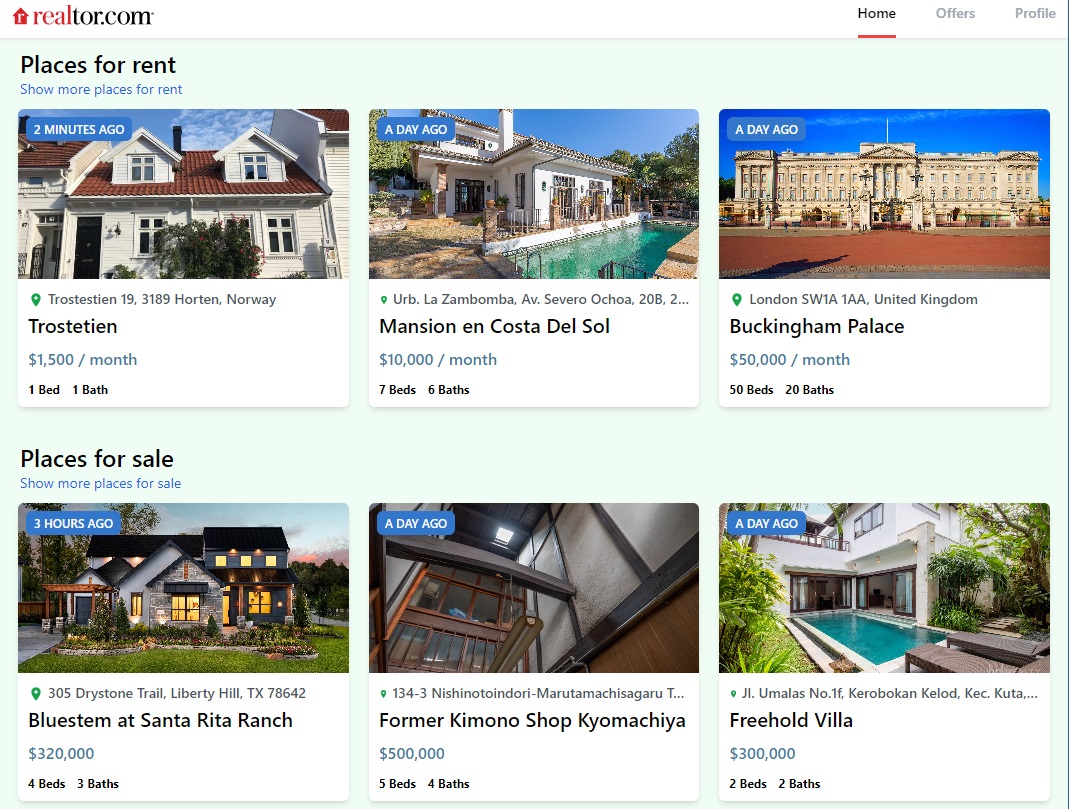 realtor.com
Home Offers Profile
Places for rent
Show more places for rent
2 MINUTES AGO
Trostestien 19, 3189 Horten, Norway
Trostetien
$1,500 / month
1 Bed 1 Bath
A DAY AGO
Urb. La Zambomba, Av. Severo Ochoa, 20B, 2...
Mansion en Costa Del Sol
$10,000 / month
7 Beds 6 Baths
A DAY AGO
London SW1A 1AA, United Kingdom
Buckingham Palace
$50,000 / month
50 Beds 20 Baths
Places for sale
Show more places for sale
3 HOURS AGO
305 Drystone Trail, Liberty Hill, TX 78642
Bluestem at Santa Rita Ranch
$320,000
4 Beds 3 Baths
A DAY AGO
134-3 Nishinotoindori-Marutamachisagaru T...
Former Kimono Shop Kyomachiya
$500,000
5 Beds 4 Baths
A DAY AGO
Jl. Umalas No.1f, Kerobokan Kelod, Kec. Kuta,...
Freehold Villa
$300,000
2 Beds 2 Baths